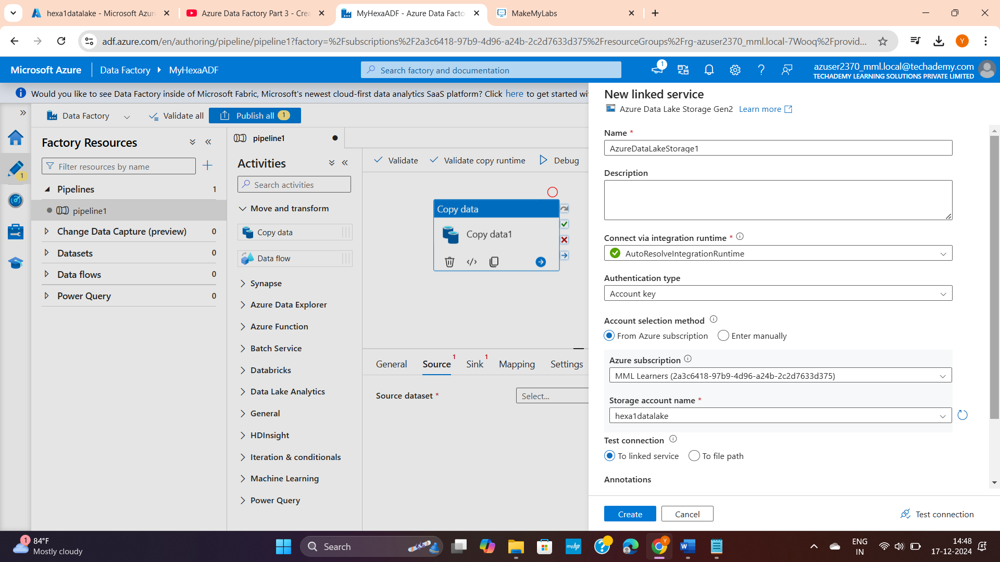 hexa1datalake - Microsoft Azure
Azure Data Factory Part 3 - Crea
MyHexaADF - Azure Data Facto
MakeMyLabs
adf.azure.com/en/authoring/pipeline/pipeline1?factory=%2Fsubscriptions%2F2a3c6418-97b9-4d96-a24b-2c2d7633d375%2FresourceGroups%2Frg-azuser2370_mml.local-7Wooq%2Fprovid...
Y
Microsoft Azure
Data Factory
MyHexaADF
Search factory and documentation
1
azuser2370_mml.local@techademy.com
TECHADEMY LEARNING SOLUTIONS PRIVATE LIMITED
Would you like to see Data Factory inside of Microsoft Fabric, Microsoft's newest cloud-first data analytics SaaS platform? Click here to get started wi
Data Factory
Validate all
Publish all 1
1
Factory Resources
Filter resources by name
Pipelines 1
pipeline1
Change Data Capture (preview) 0
Datasets 0
Data flows 0
Power Query 0
pipeline1
Activities
Search activities
Move and transform
Copy data
Data flow
Synapse
Azure Data Explorer
Azure Function
Batch Service
Databricks
Data Lake Analytics
General
HDInsight
Iteration & conditionals
Machine Learning
Power Query
Validate
Validate copy runtime
Debug
Copy data
Copy data1
General
Source 1
Sink 1
Mapping
Settings
Source dataset *
Select...
New linked service
Azure Data Lake Storage Gen2 Learn more
Name *
AzureDataLakeStorage1
Description
Connect via integration runtime *
AutoResolveIntegrationRuntime
Authentication type
Account key
Account selection method
From Azure subscription
Enter manually
Azure subscription
MML Learners (2a3c6418-97b9-4d96-a24b-2c2d7633d375)
Storage account name *
hexa1datalake
Test connection
To linked service
To file path
Annotations
Create
Cancel
Test connection
1
84°F
Mostly cloudy
Search
myhp
Y
ENG
IN
14:48
17-12-2024